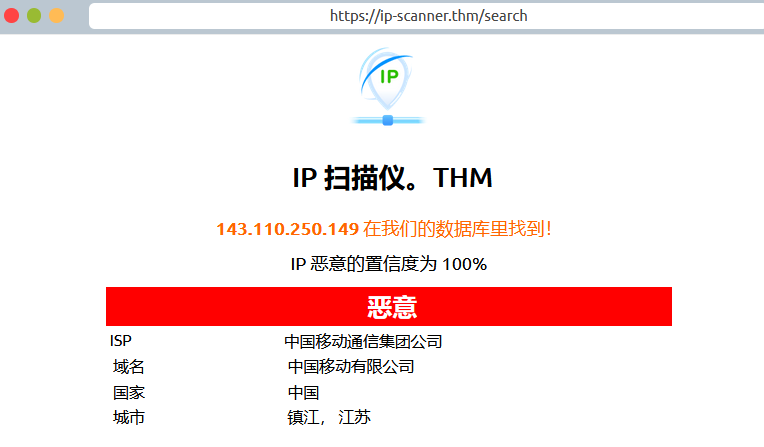 https://ip-scanner.thm/search
IP
IP 扫描仪。THM
143.110.250.149 在我们的数据库里找到！
IP 恶意的置信度为 100%
恶意
ISP 中国移动通信集团公司
域名 中国移动有限公司
国家 中国
城市 镇江， 江苏